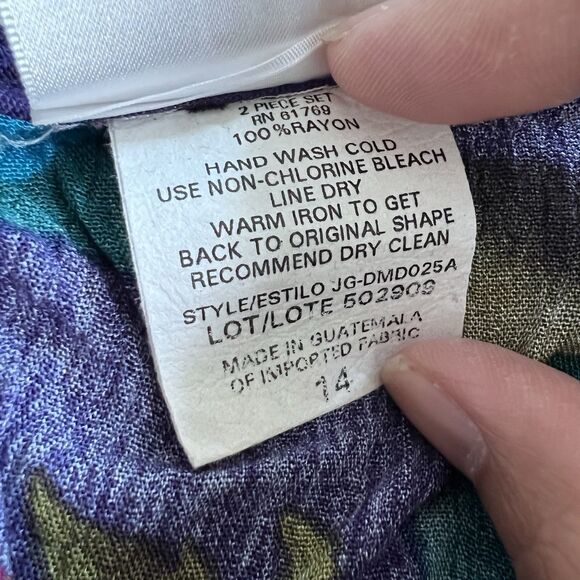 2 PIECE SET
RN 61769
100%RAYON
HAND WASH COLD
USE NON-CHLORINE BLEACH
LINE DRY
WARM IRON TO GET
BACK TO ORIGINAL SHAPE
RECOMMEND DRY CLEAN
STYLE/ESTILO JG-DMD025A
LOT/LOTE 502909
MADE IN GUATEMALA
OF IMPORTED FABRIC
14